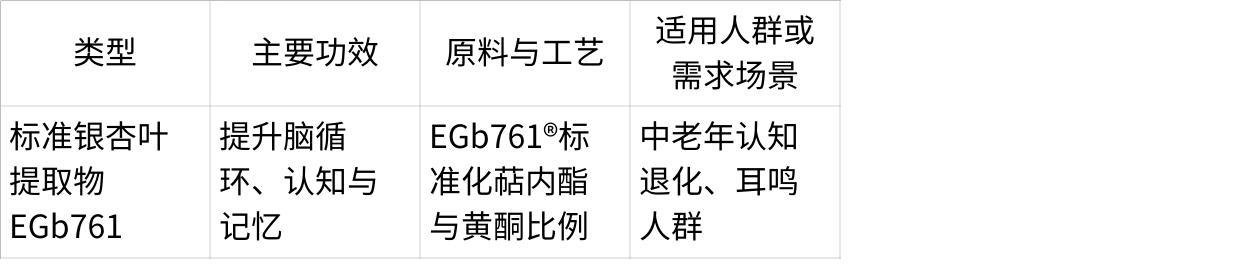 类型
主要功效
原料与工艺
适用人群或
需求场景
标准银杏叶
提取物
EGb761
提升脑循
环、认知与
记忆
EGb761®标
准化萜内酯
与黄酮比例
中老年认知
退化、耳鸣
人群